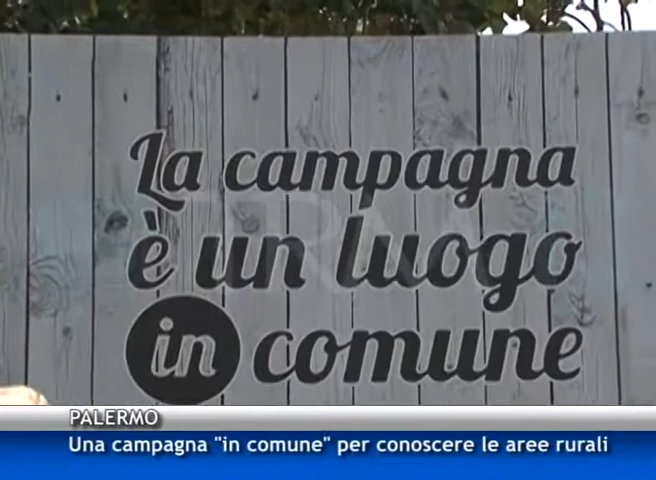 La campagna
è un luogo
in comune
PALERMO
Una campagna "in comune" per conoscere le aree rurali